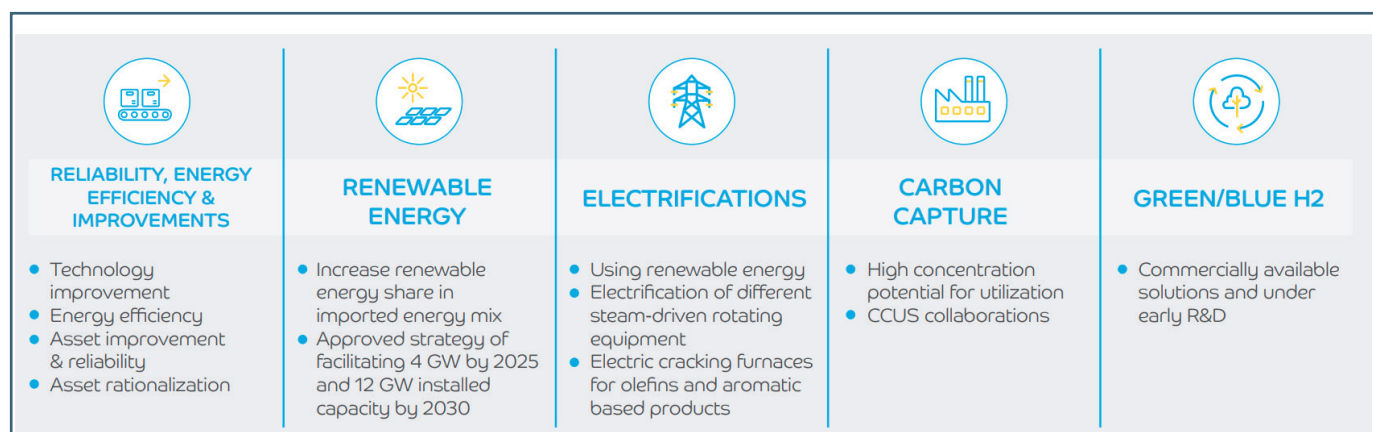 RELIABILITY, ENERGY
EFFICIENCY &
IMPROVEMENTS
• Technology
improvement
• Energy efficiency
• Asset improvement
& reliability
• Asset rationalization
RENEWABLE
ENERGY
• Increase renewable
energy share in
imported energy mix
• Approved strategy of
facilitating 4 GW by 2025
and 12 GW installed
capacity by 2030
ELECTRIFICATIONS
• Using renewable energy
• Electrification of different
steam-driven rotating
equipment
• Electric cracking furnaces
for olefins and aromatic
based products
CARBON
CAPTURE
• High concentration
potential for utilization
• CCUS collaborations
GREEN/BLUE H2
• Commercially available
solutions and under
early R&D